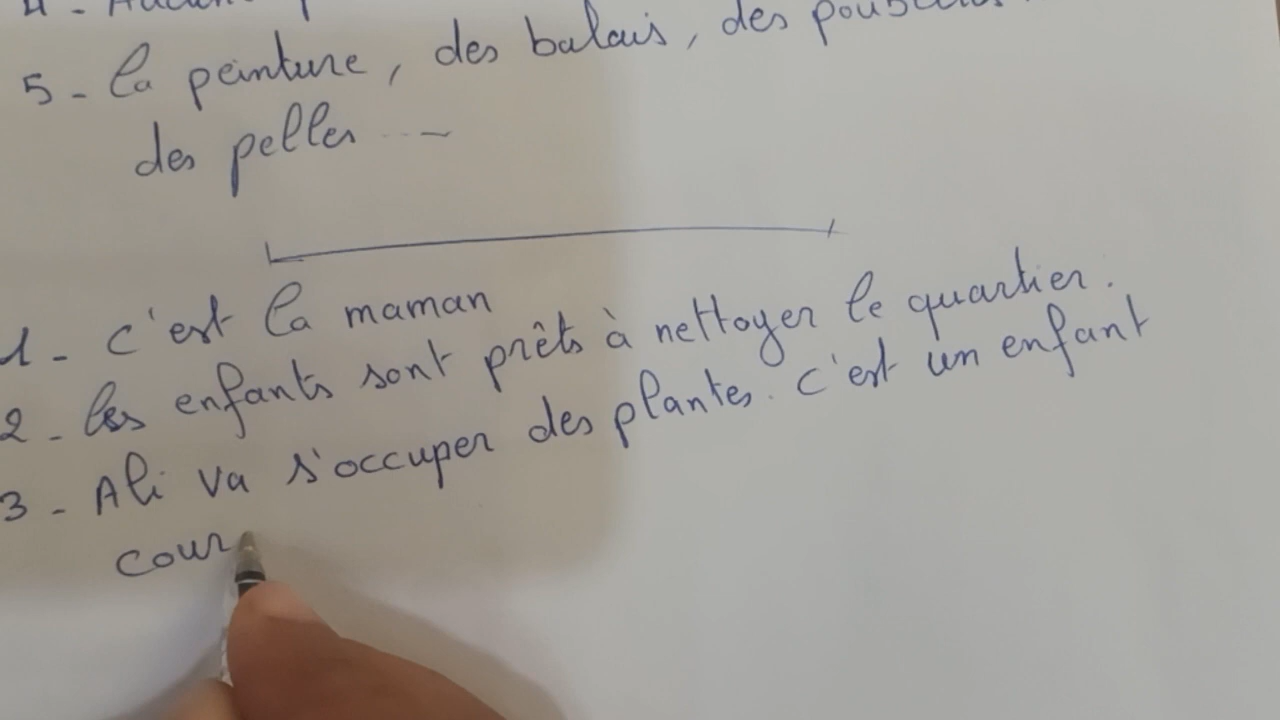 4 -
5 - la peinture, des balais, des
des pelles ...
1 - c'est la maman
2 - les enfants sont prêts à nettoyer le quartier.
3 - Ali va s'occuper des plantes. c'est un enfant
cour